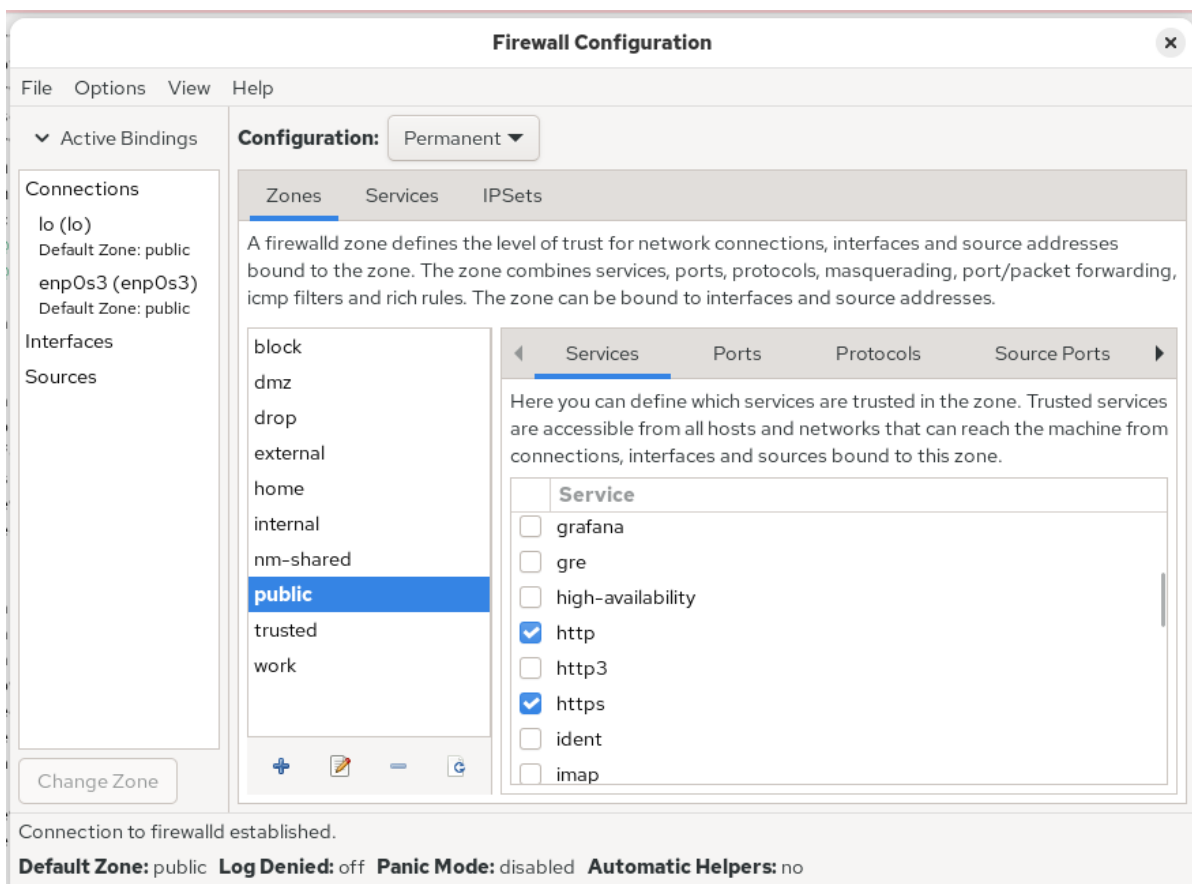 Firewall Configuration
File Options View Help
Active Bindings
Configuration: Permanent
Connections
lo (lo)
Default Zone: public
enp0s3 (enp0s3)
Default Zone: public
Interfaces
Sources
Change Zone
Zones Services IPSets
A firewalld zone defines the level of trust for network connections, interfaces and source addresses
bound to the zone. The zone combines services, ports, protocols, masquerading, port/packet forwarding,
icmp filters and rich rules. The zone can be bound to interfaces and source addresses.
block
dmz
drop
external
home
internal
nm-shared
public
trusted
work
Services Ports Protocols Source Ports
Here you can define which services are trusted in the zone. Trusted services
are accessible from all hosts and networks that can reach the machine from
connections, interfaces and sources bound to this zone.
Service
grafana
gre
high-availability
http
http3
https
ident
imap
Connection to firewalld established.
Default Zone: public Log Denied: off Panic Mode: disabled Automatic Helpers: no